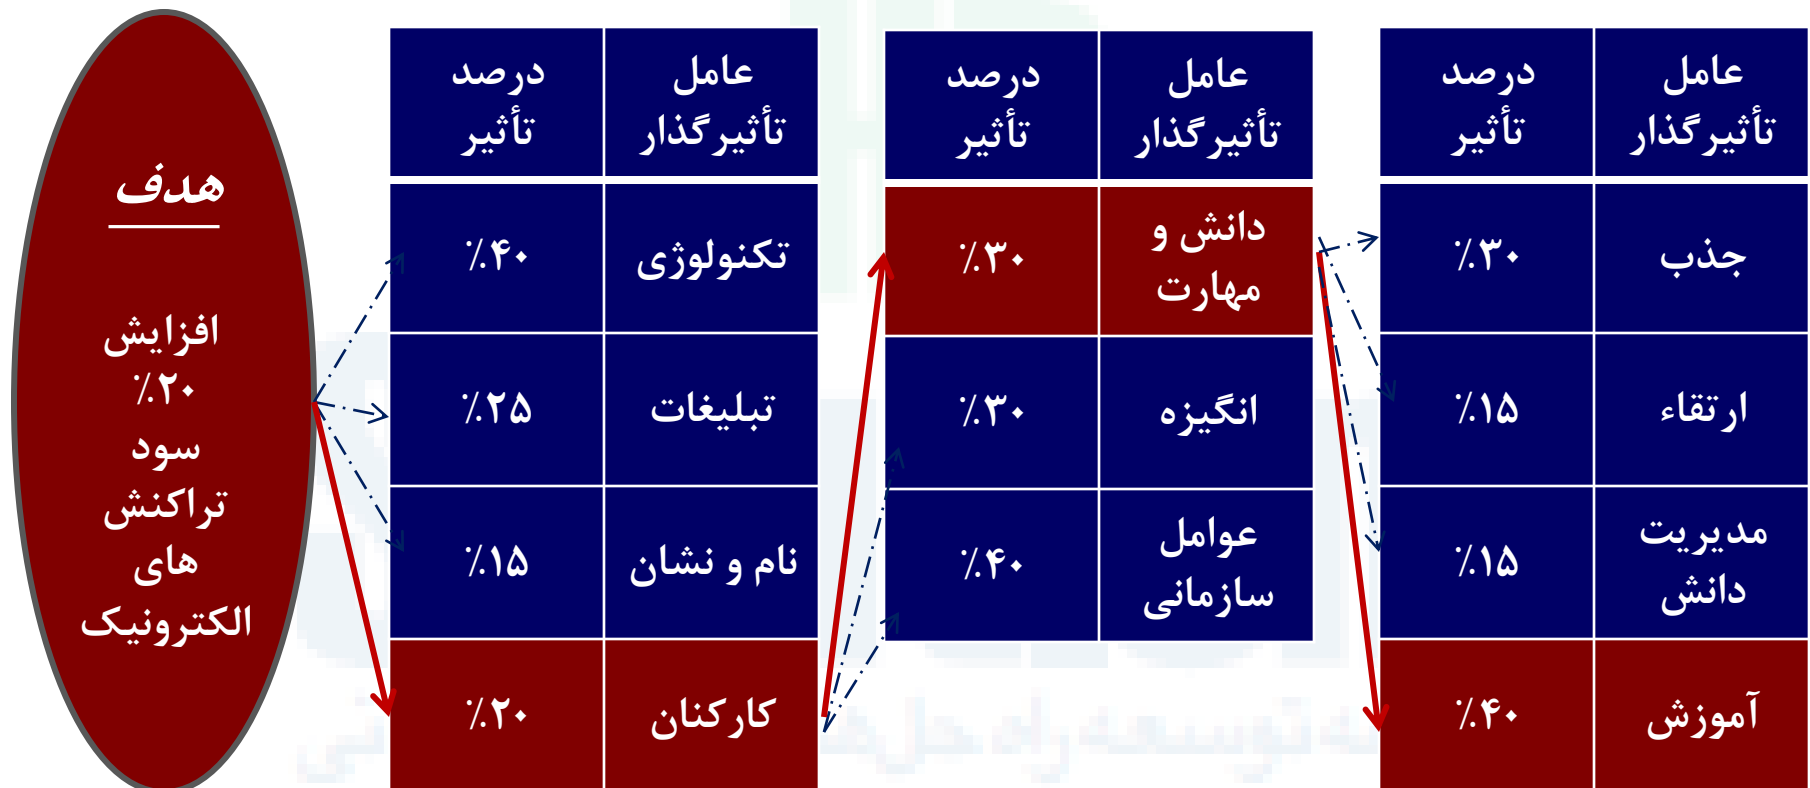 هدف
افزایش
٪۲۰
سود
تراکنش
های
الکترونیک
عامل
تأثیرگذار
درصد
تأثیر
تکنولوژی
٪۴۰
تبلیغات
٪۲۵
نام و نشان
٪۱۵
کارکنان
٪۲۰
عامل
تأثیرگذار
درصد
تأثیر
دانش و
مهارت
٪۳۰
انگیزه
٪۳۰
عوامل
سازمانی
٪۴۰
عامل
تأثیرگذار
درصد
تأثیر
جذب
٪۳۰
ارتقاء
٪۱۵
مدیریت
دانش
٪۱۵
آموزش
٪۴۰